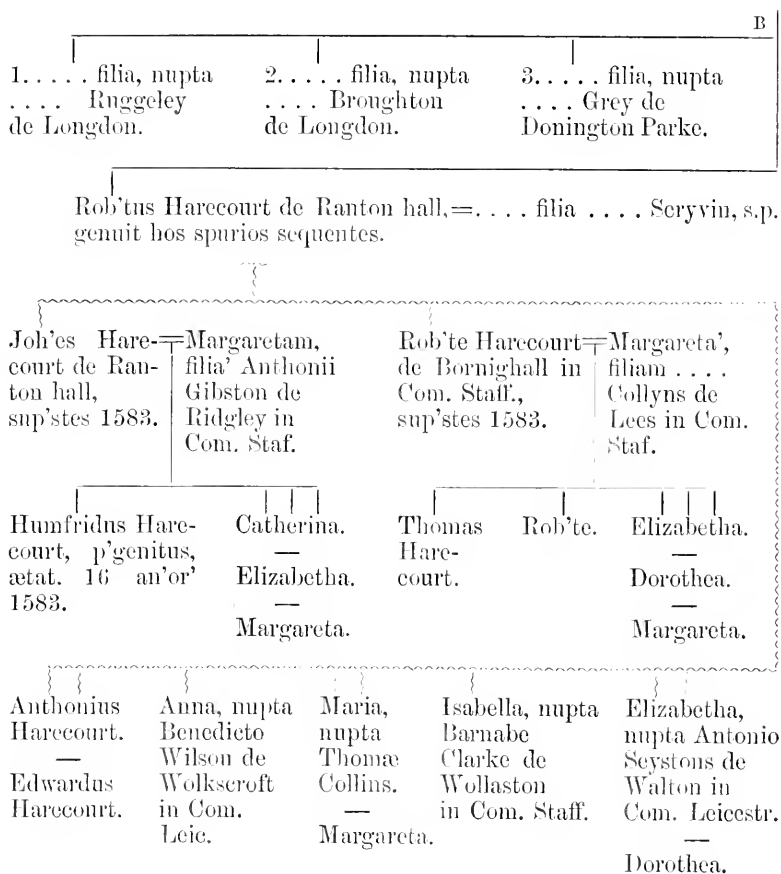 B
1. . . . . filia, nupta
. . . . Ruggeley
de Longdon.
2. . . . . filia, nupta
. . . . Broughton
de Longdon.
3. . . . . filia, nupta
. . . . Grey de
Donington Parke.
Rob'tus Harecourt de Ranton hall,=. . . . filia . . . . Scryvin, s.p.
genuit hos spurios sequentes.
Joh'es Hare-
court de Ran-
ton hall,
sup'stes 1583.
=Margaretam,
filia' Anthonii
Gibston de
Ridgley in
Com. Staf.
Rob'te Harecourt
de Bornighall in
Com. Staff.,
sup'stes 1583.
=Margareta',
filiam . . . .
Collyns de
Lees in Com.
Staf.
Humfridus Hare-
court, p'genitus,
ætat. 16 an'or'
1583.
Catherina.
—
Elizabetha.
—
Margareta.
Thomas
Hare-
court.
Rob'te.
Elizabetha.
—
Dorothea.
—
Margareta.
Anthonius
Harecourt.
—
Edwardus
Harecourt.
Anna, nupta
Benedicto
Wilson de
Wolkscroft
in Com.
Leic.
Maria,
nupta
Thomæ
Collins.
—
Margareta.
Isabella, nupta
Barnabe
Clarke de
Wollaston
in Com. Staff.
Elizabetha,
nupta Antonio
Seystons de
Walton in
Com. Leicestr.
—
Dorothea.